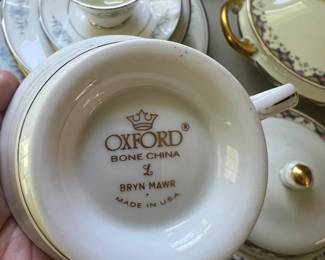 OXFORD®
BONE CHINA
L
BRYN MAWR
MADE IN U.S.A.